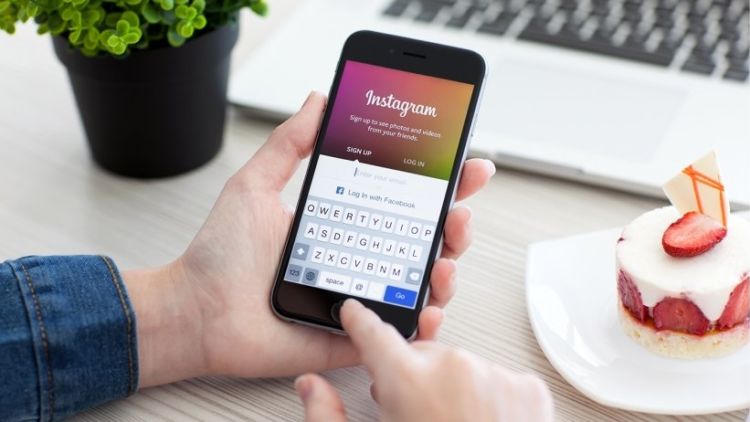 Instagram
Sign up to see photos and videos
from your friends.
SIGN UP LOG IN
Enter your email
Log In with Facebook
Q W E R T Y U I O P
A S D F G H J K L
Z X C V B N M
123 space @ . Go